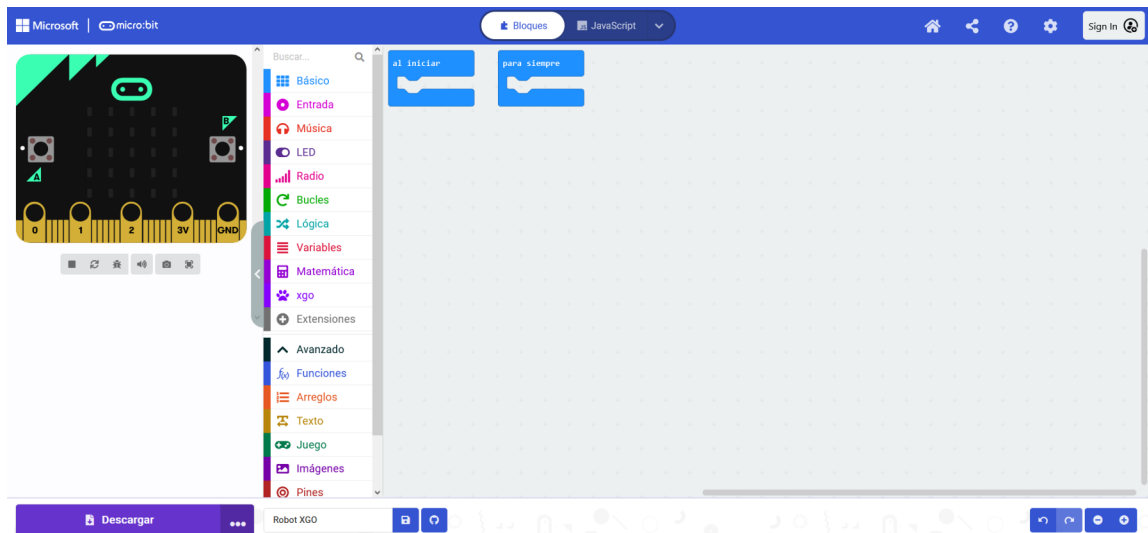 Microsoft | micro:bit
Bloques
JavaScript
Sign In
Buscar...
Básico
Entrada
Música
LED
Radio
Bucles
Lógica
Variables
Matemática
xgo
Extensiones
Avanzado
Funciones
Arreglos
Texto
Juego
Imágenes
Pines
al iniciar
para siempre
A
B
0 1 2 3V GND
Descargar
Robot XGO